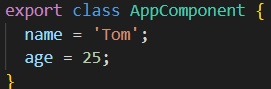 export class AppComponent {
  name = 'Tom';
  age = 25;
}